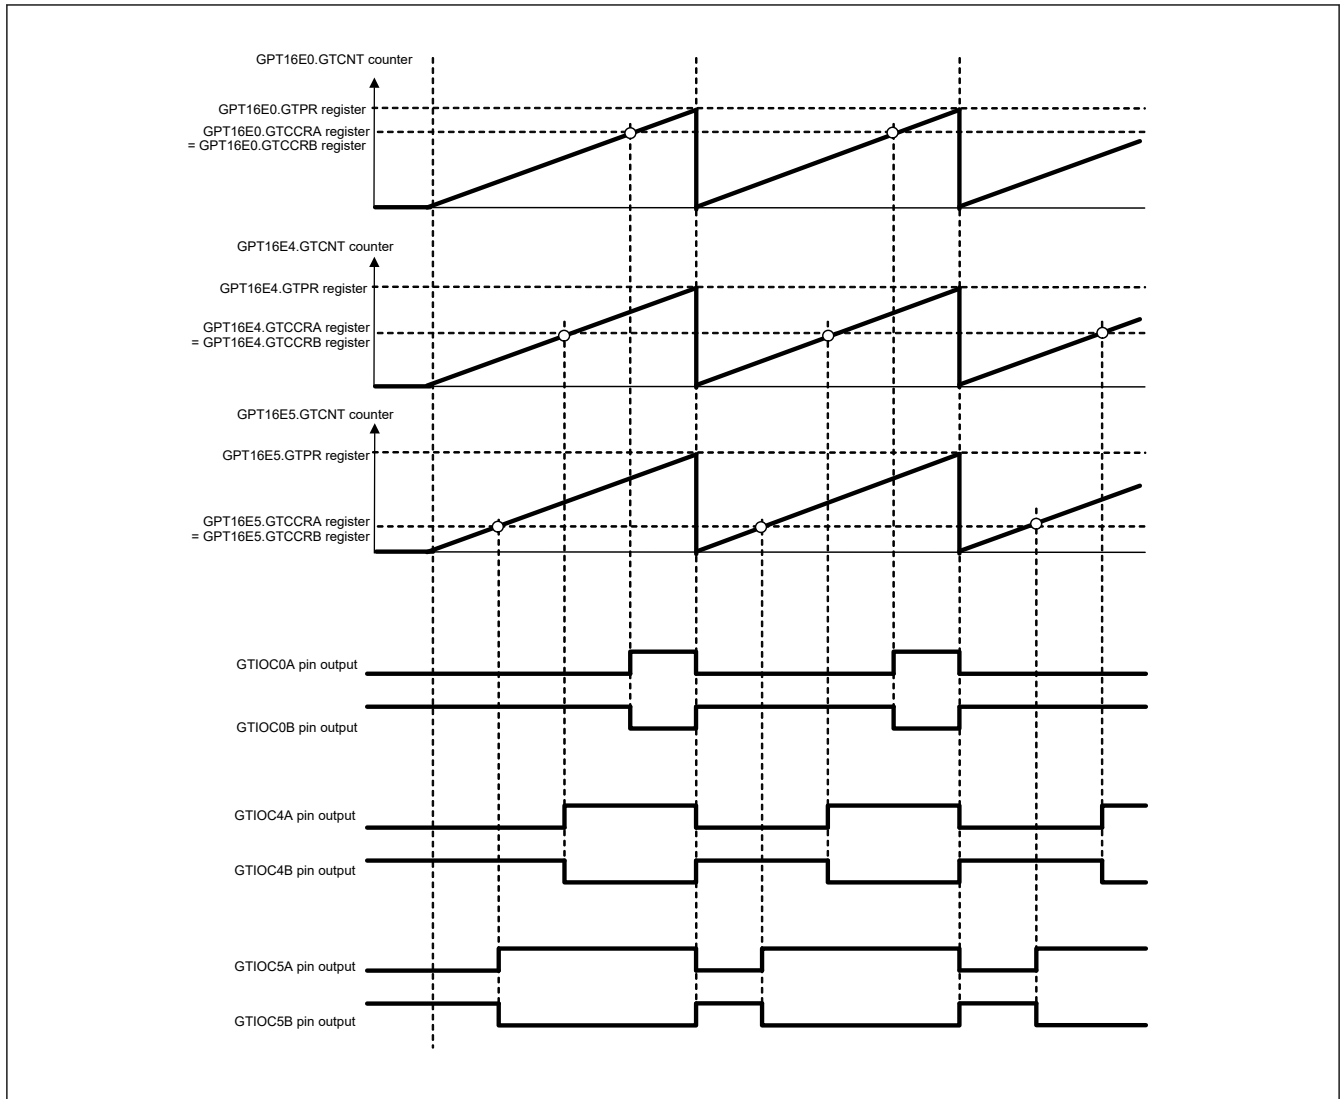 GPT16E0.GTCNT counter
GPT16E0.GTPR register
GPT16E0.GTCCRA register
= GPT16E0.GTCCRB register
GPT16E4.GTCNT counter
GPT16E4.GTPR register
GPT16E4.GTCCRA register
= GPT16E4.GTCCRB register
GPT16E5.GTCNT counter
GPT16E5.GTPR register
GPT16E5.GTCCRA register
= GPT16E5.GTCCRB register
GTIOC0A pin output
GTIOC0B pin output
GTIOC4A pin output
GTIOC4B pin output
GTIOC5A pin output
GTIOC5B pin output